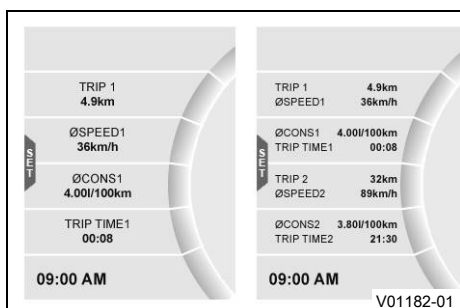 TRIP 1
4.9km
ØSPEED1
36km/h
SET
ØCONS1
4.00l/100km
TRIP TIME1
00:08
09:00 AM
TRIP 1 4.9km
ØSPEED1 36km/h
ØCONS1 4.00l/100km
TRIP TIME1 00:08
SET
TRIP 2 32km
ØSPEED2 89km/h
ØCONS2 3.80l/100km
TRIP TIME2 21:30
09:00 AM
V01182-01